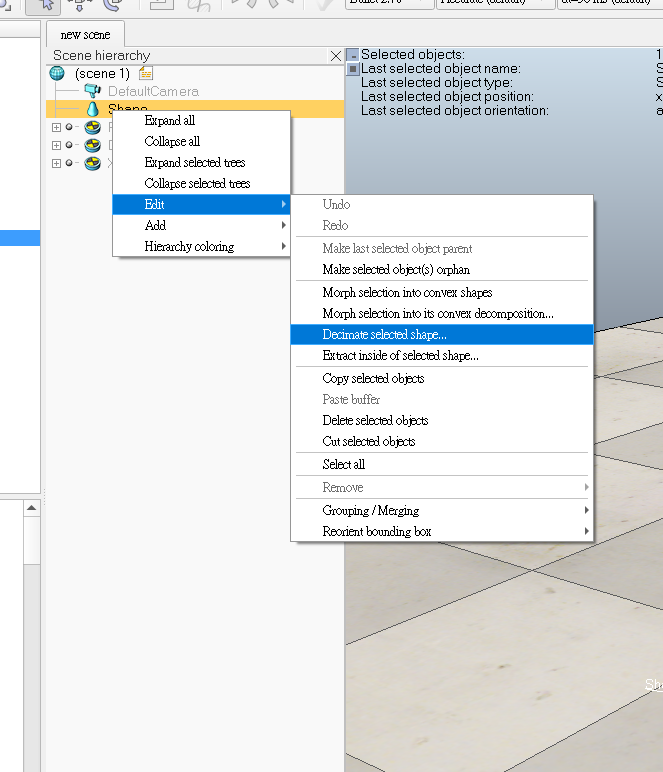 new scene
Scene hierarchy
(scene 1)
DefaultCamera
Shape
Expand all
Collapse all
Expand selected trees
Collapse selected trees
Edit
Add
Hierarchy coloring
Undo
Redo
Make last selected object parent
Make selected object(s) orphan
Morph selection into convex shapes
Morph selection into its convex decomposition...
Decimate selected shape...
Extract inside of selected shape...
Copy selected objects
Paste buffer
Delete selected objects
Cut selected objects
Select all
Remove
Grouping / Merging
Reorient bounding box
Selected objects: 1
Last selected object name: S
Last selected object type: S
Last selected object position: x
Last selected object orientation: a